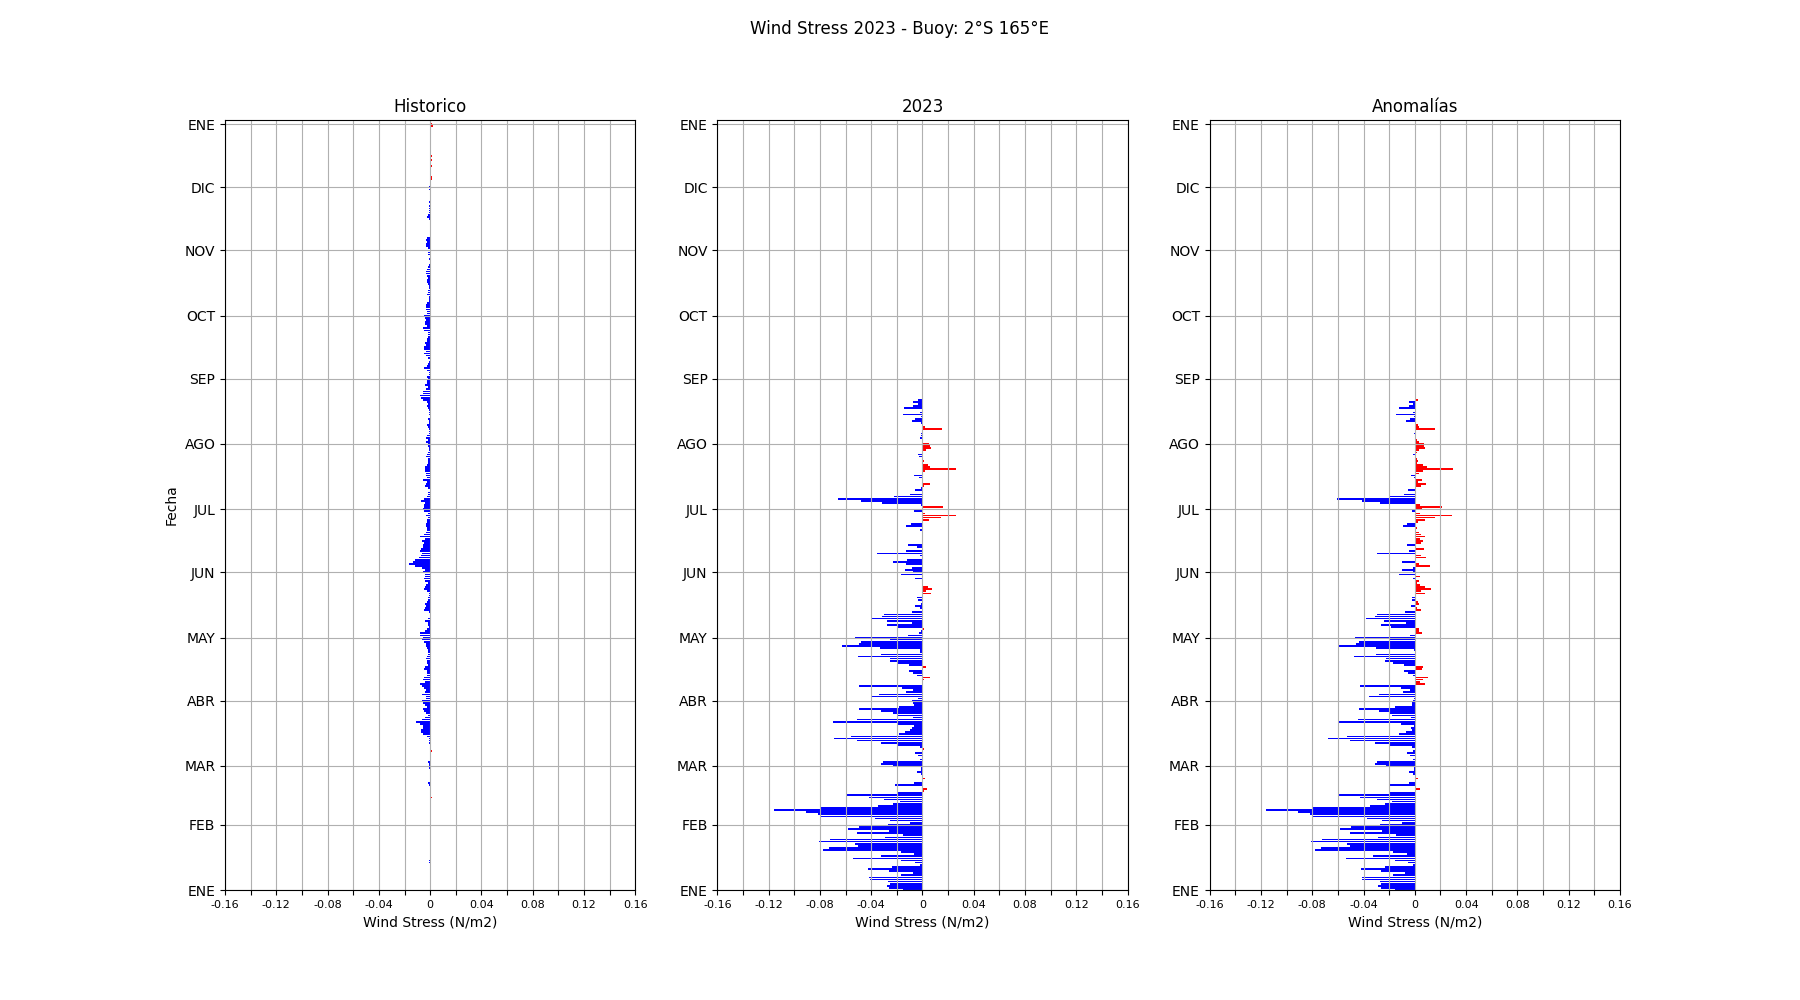 Wind Stress 2023 - Buoy: 2°S 165°E
Historico
2023
Anomalías
ENE
DIC
NOV
OCT
SEP
AGO
JUL
JUN
MAY
ABR
MAR
FEB
ENE
Fecha
-0.16 -0.12 -0.08 -0.04 0 0.04 0.08 0.12 0.16
Wind Stress (N/m2)
ENE
DIC
NOV
OCT
SEP
AGO
JUL
JUN
MAY
ABR
MAR
FEB
ENE
-0.16 -0.12 -0.08 -0.04 0 0.04 0.08 0.12 0.16
Wind Stress (N/m2)
ENE
DIC
NOV
OCT
SEP
AGO
JUL
JUN
MAY
ABR
MAR
FEB
ENE
-0.16 -0.12 -0.08 -0.04 0 0.04 0.08 0.12 0.16
Wind Stress (N/m2)